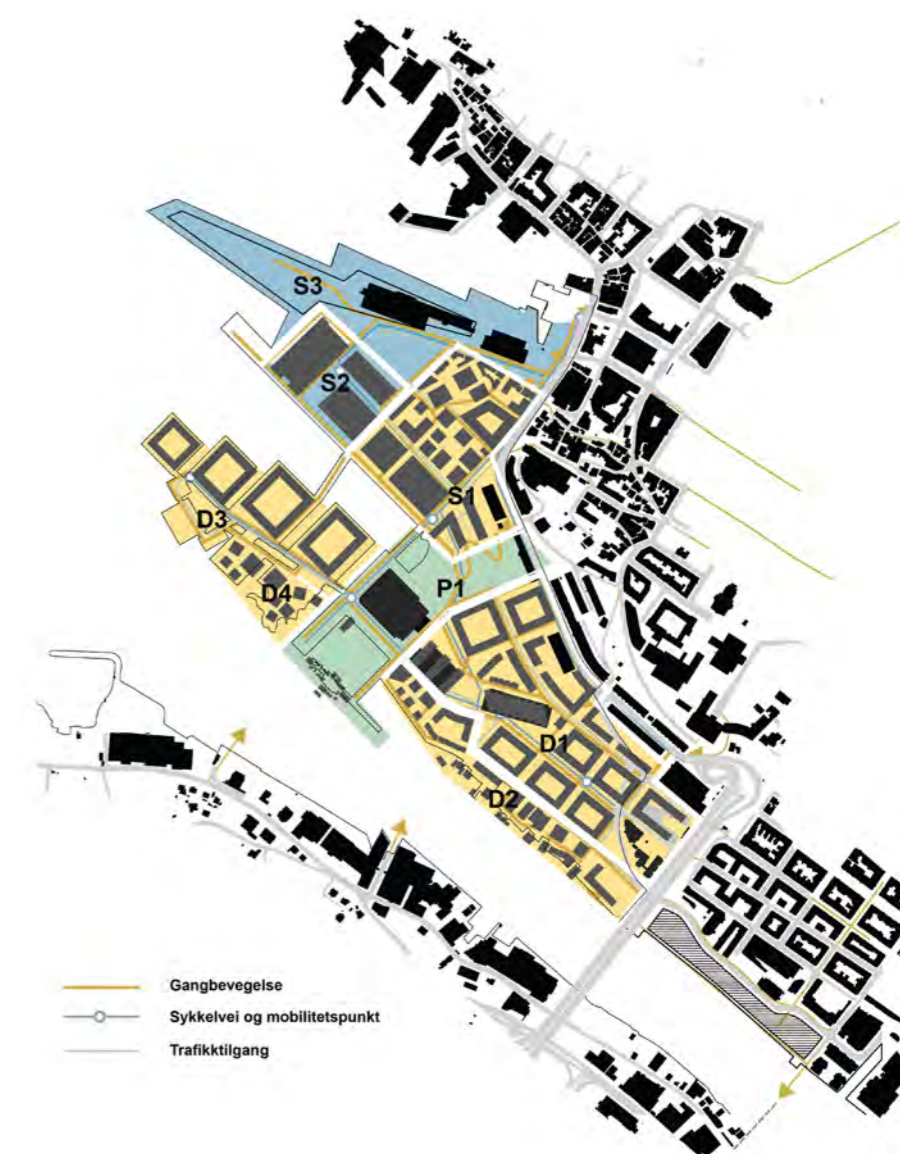 S3
S2
S1
D3
P1
D4
D1
D2
Gangbevegelse
Sykkelvei og mobilitetspunkt
Trafikktilgang